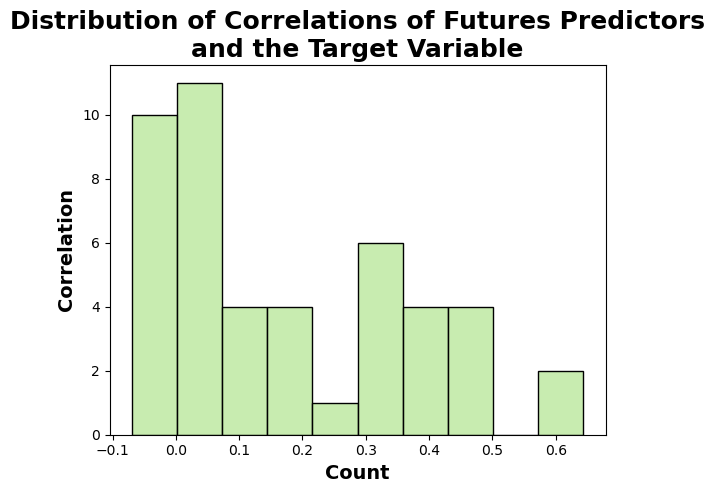 Distribution of Correlations of Futures Predictors
and the Target Variable
Correlation
10
8
6
4
2
0
−0.1 0.0 0.1 0.2 0.3 0.4 0.5 0.6
Count